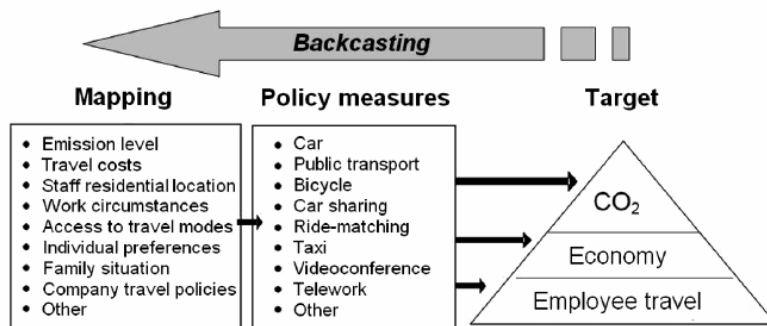 Backcasting
Mapping
Policy measures
Target
• Emission level
• Travel costs
• Staff residential location
• Work circumstances
• Access to travel modes
• Individual preferences
• Family situation
• Company travel policies
• Other
• Car
• Public transport
• Bicycle
• Car sharing
• Ride-matching
• Taxi
• Videoconference
• Telework
• Other
CO₂
Economy
Employee travel